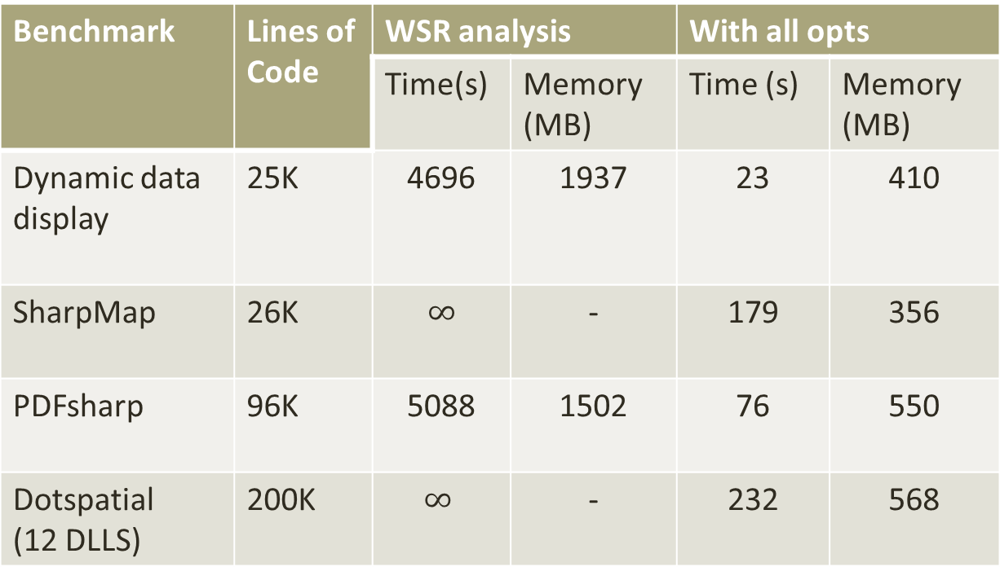 Benchmark Lines of Code WSR analysis With all opts
Time(s) Memory (MB) Time (s) Memory (MB)
Dynamic data display 25K 4696 1937 23 410
SharpMap 26K ∞ - 179 356
PDFsharp 96K 5088 1502 76 550
Dotspatial (12 DLLS) 200K ∞ - 232 568